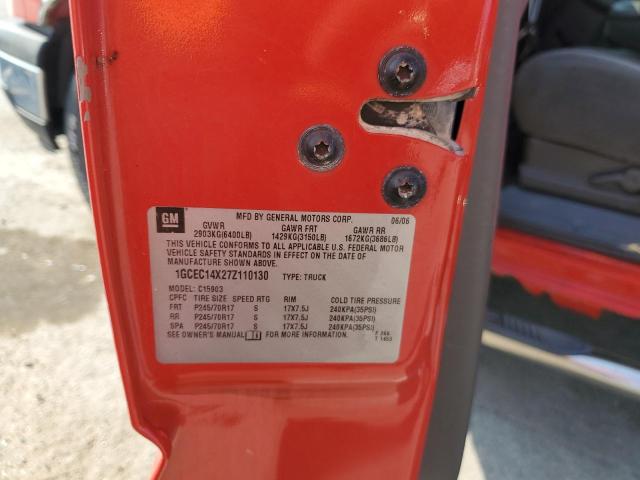 GM
MFD BY GENERAL MOTORS CORP. 06/06
GVWR GAWR FRT GAWR RR
2903KG(6400LB) 1429KG(3150LB) 1672KG(3686LB)
THIS VEHICLE CONFORMS TO ALL APPLICABLE U.S. FEDERAL MOTOR
VEHICLE SAFETY STANDARDS IN EFFECT ON THE DATE OF
MANUFACTURE SHOWN ABOVE.
1GCEC14X27Z110130 TYPE: TRUCK
MODEL: C15903
CPFC TIRE SIZE SPEED RTG RIM COLD TIRE PRESSURE
FRT P245/70R17 S 17X7.5J 240KPA(35PSI)
RR P245/70R17 S 17X7.5J 240KPA(35PSI)
SPA P245/70R17 S 17X7.5J 240KPA(35PSI)
SEE OWNER'S MANUAL FOR MORE INFORMATION.